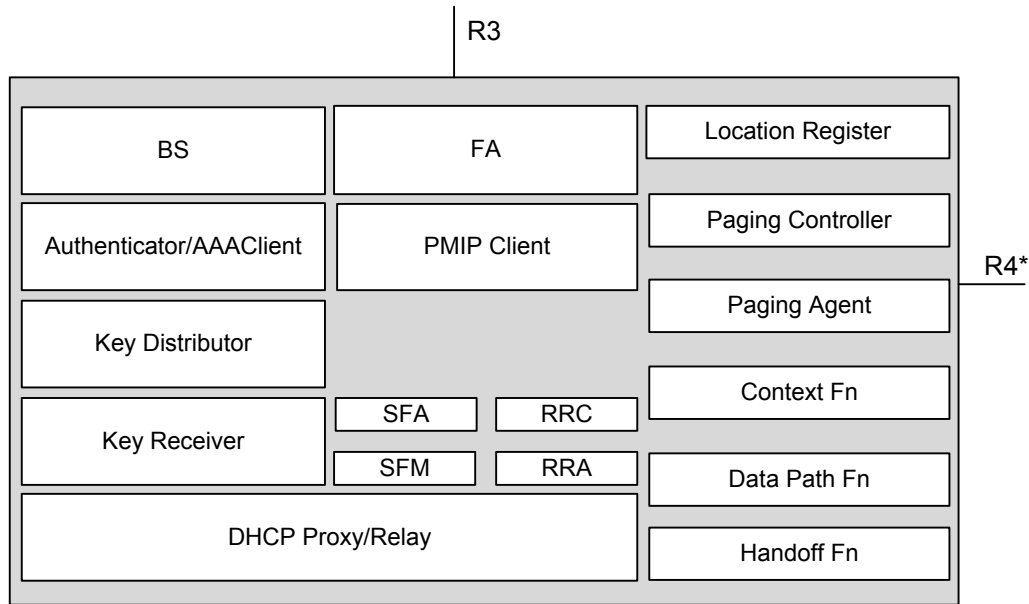 R3
BS
FA
Location Register
Authenticator/AAAClient
PMIP Client
Paging Controller
R4*
Paging Agent
Key Distributor
Context Fn
SFA
RRC
Key Receiver
SFM
RRA
Data Path Fn
DHCP Proxy/Relay
Handoff Fn